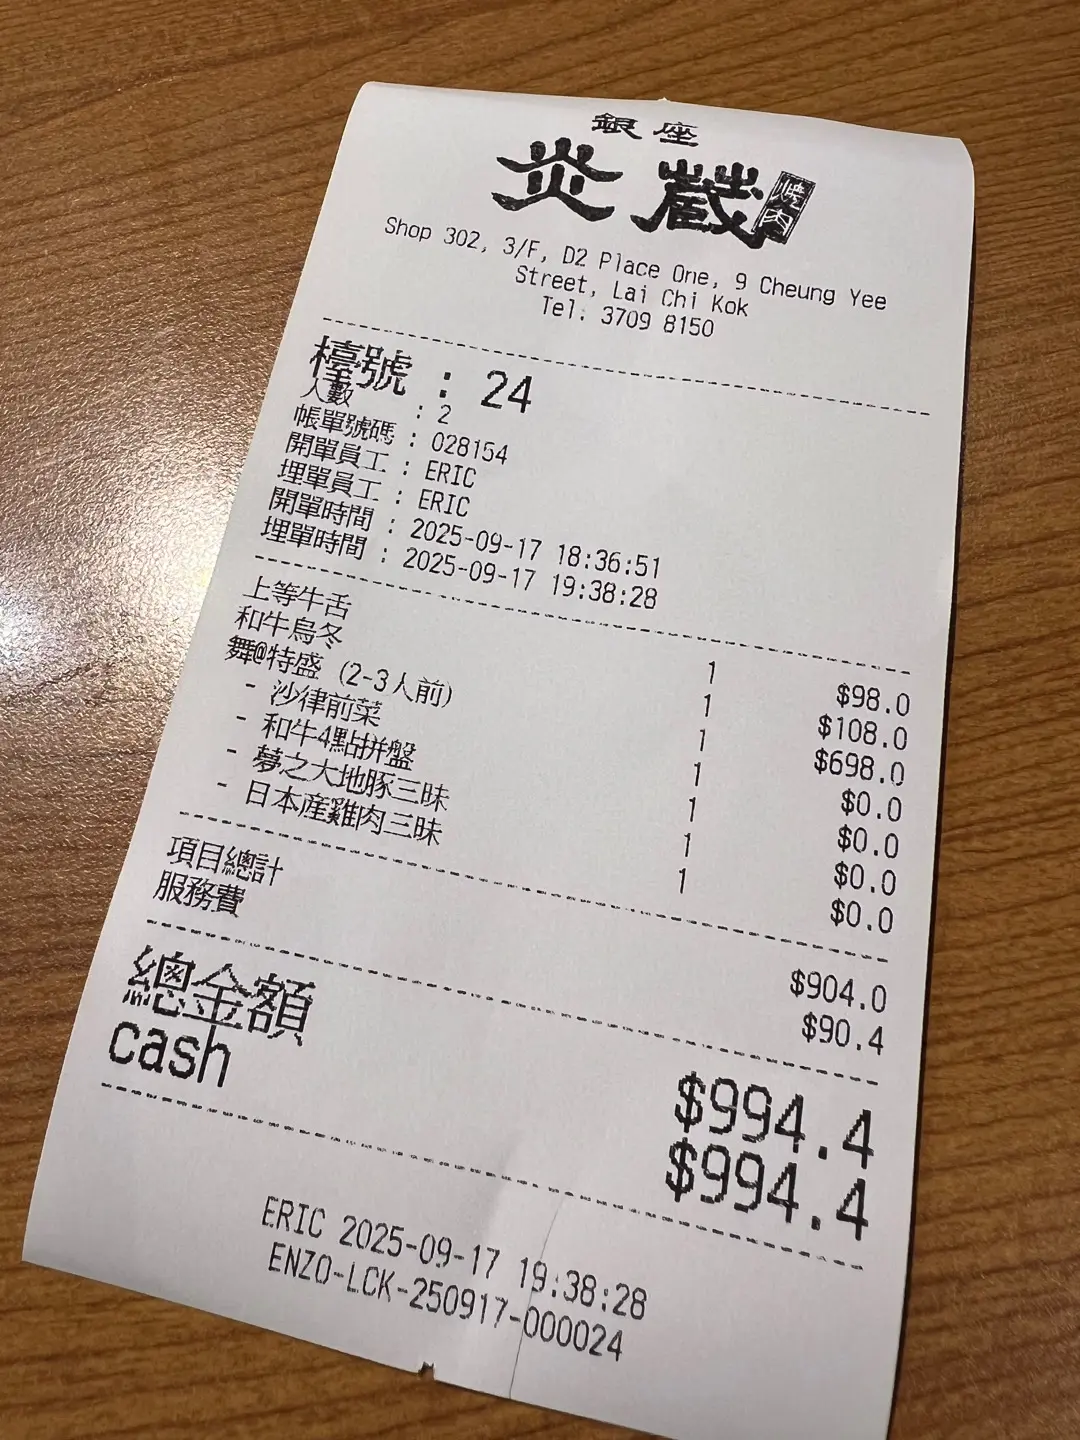 銀座
炎蔵 燒肉
Shop 302, 3/F, D2 Place One, 9 Cheung Yee
Street, Lai Chi Kok
Tel: 3709 8150
檯號 : 24
人數 : 2
帳單號碼 : 028154
開單員工 : ERIC
埋單員工 : ERIC
開單時間 : 2025-09-17 18:36:51
埋單時間 : 2025-09-17 19:38:28
上等牛舌 1 $98.0
和牛烏冬 1 $108.0
舞@特盛 (2-3人前) 1 $698.0
- 沙律前菜 1 $0.0
- 和牛4點拼盤 1 $0.0
- 夢之大地豚三昧 1 $0.0
- 日本產雞肉三昧 1 $0.0
項目總計 $904.0
服務費 $90.4
總金額 $994.4
cash $994.4
ERIC 2025-09-17 19:38:28
ENZO-LCK-250917-000024